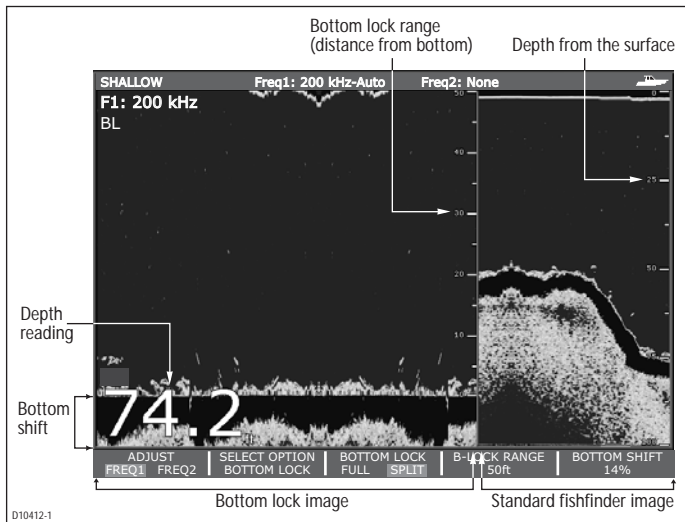 Bottom lock range
(distance from bottom)
Depth from the surface
SHALLOW Freq1: 200 kHz-Auto Freq2: None
F1: 200 kHz
BL
50
40
30
20
10
0
25
50
Depth
reading
74.2
Bottom
shift
ADJUST SELECT OPTION BOTTOM LOCK B-LOCK RANGE BOTTOM SHIFT
FREQ1 FREQ2 BOTTOM LOCK FULL SPLIT 50ft 14%
Bottom lock image
Standard fishfinder image
D10412-1